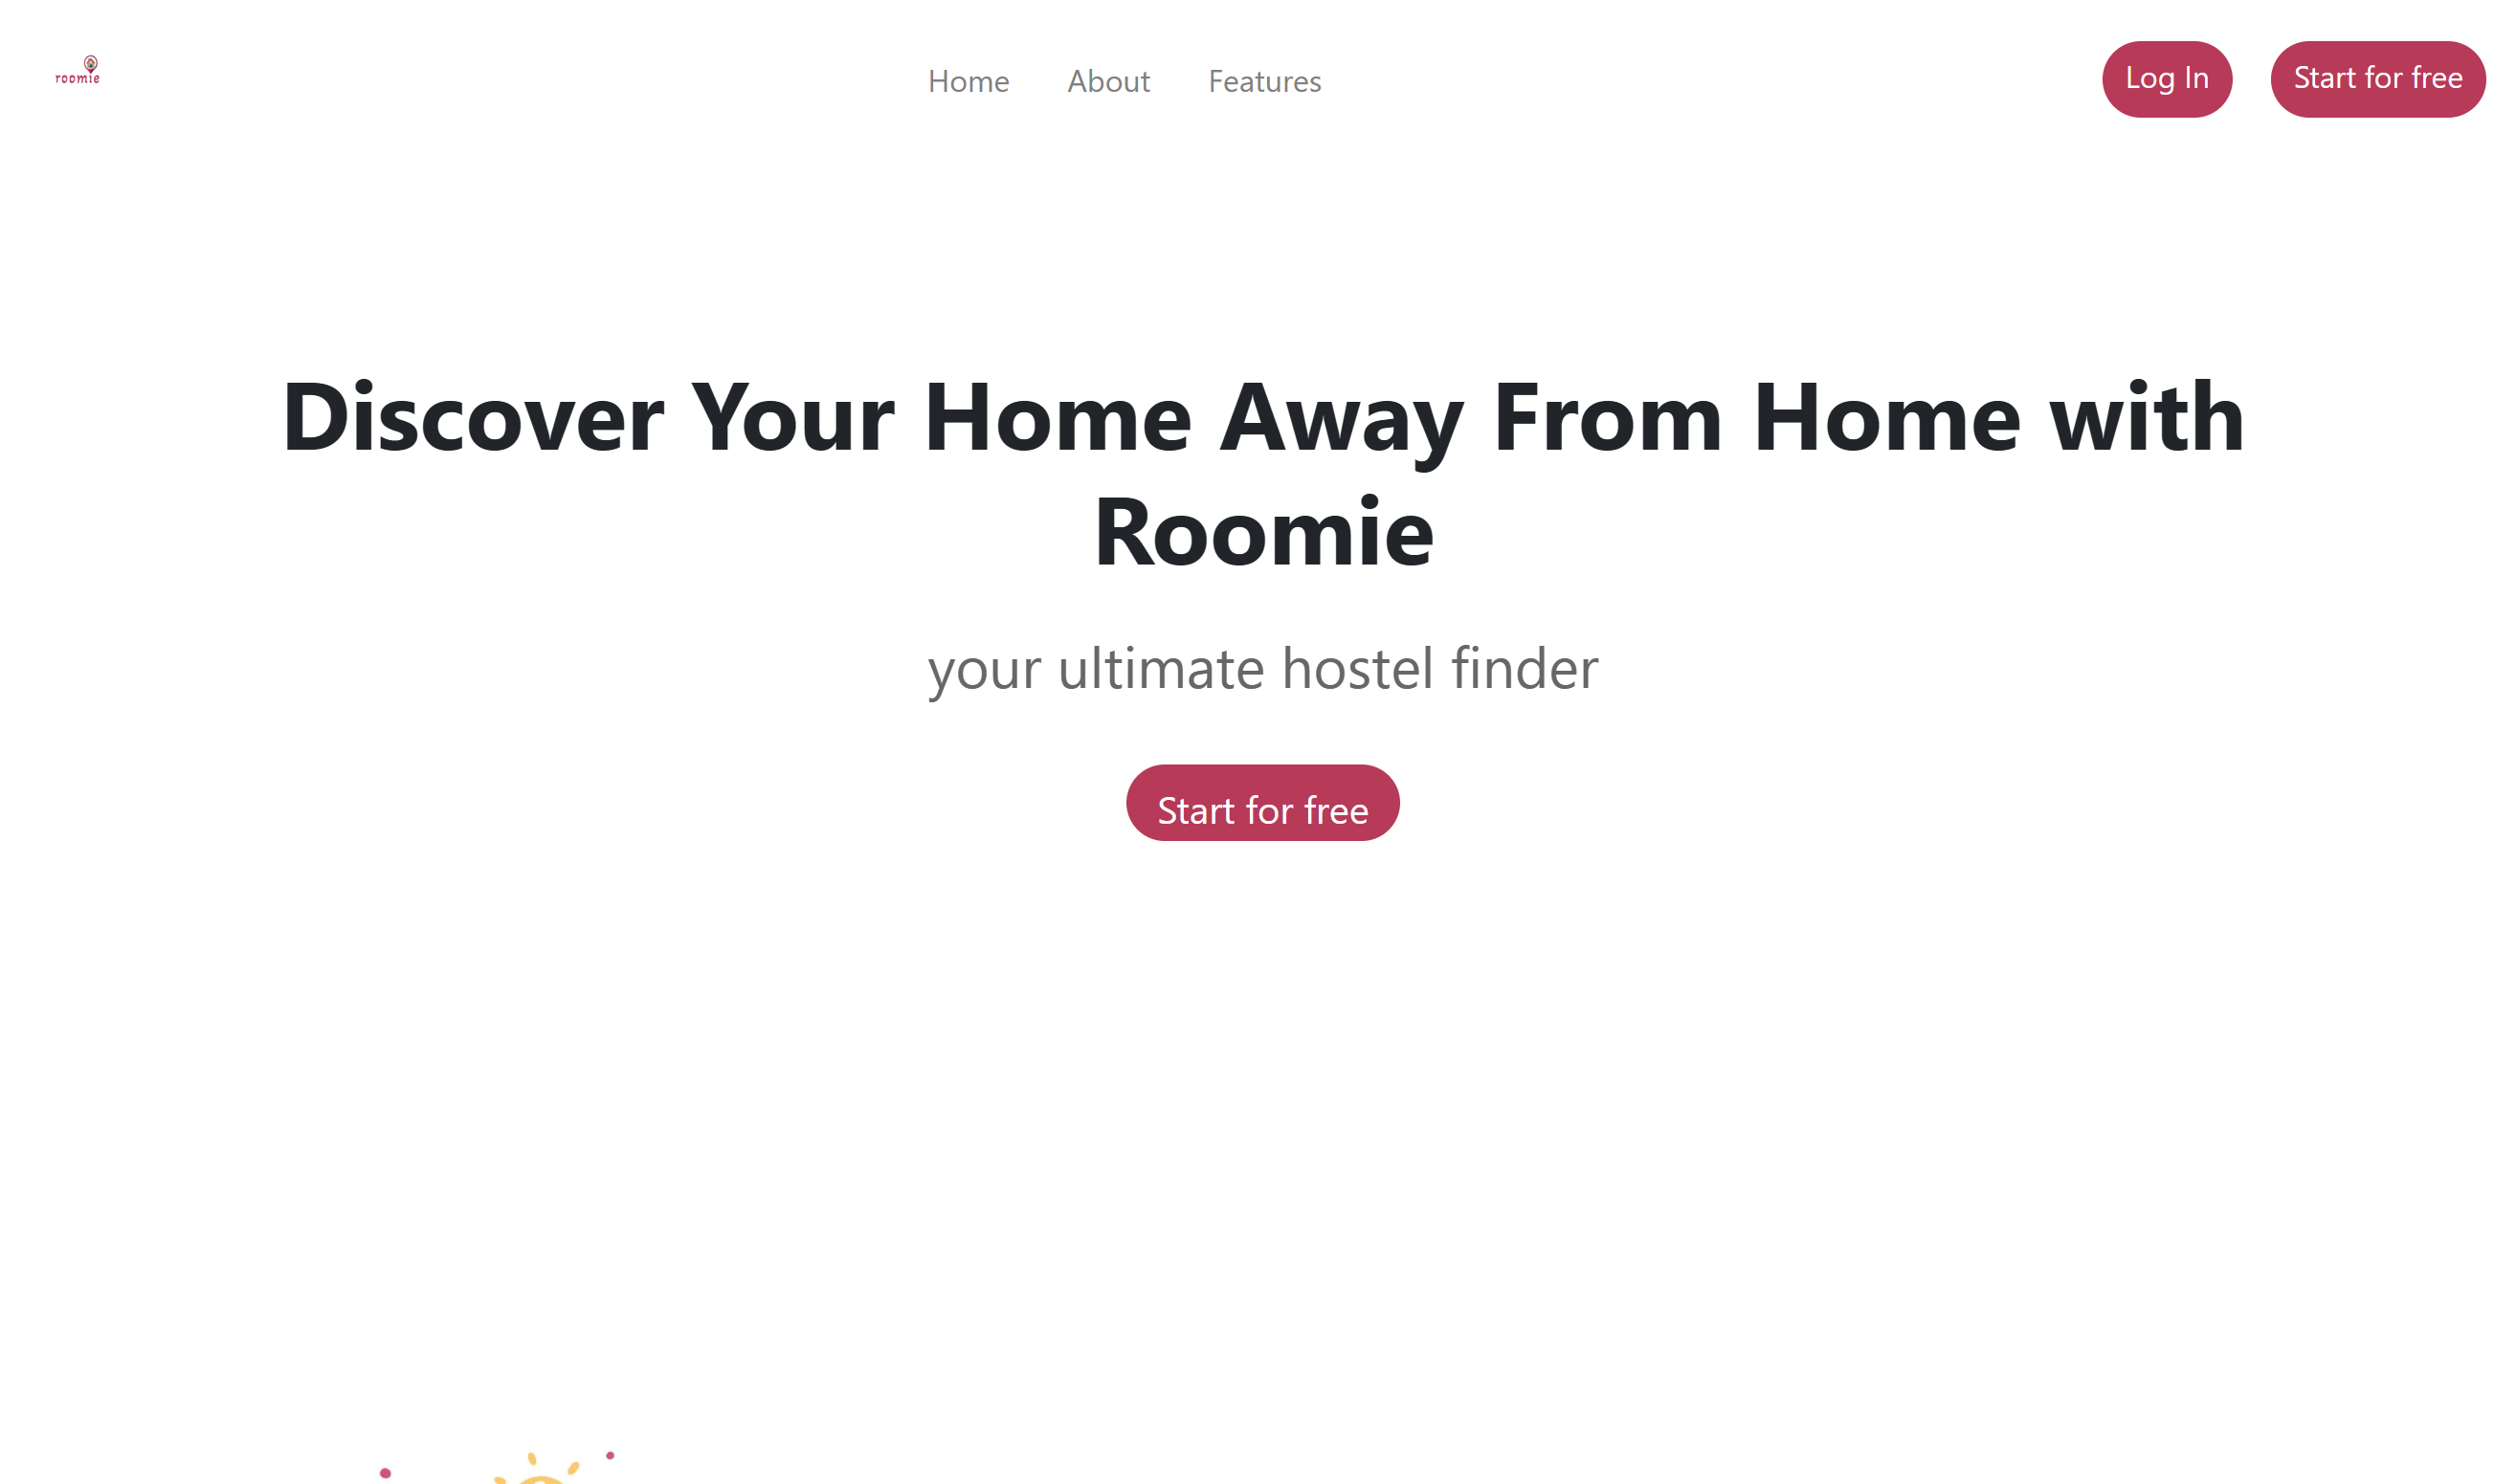 roomie
Home About Features
Log In
Start for free
Discover Your Home Away From Home with
Roomie
your ultimate hostel finder
Start for free